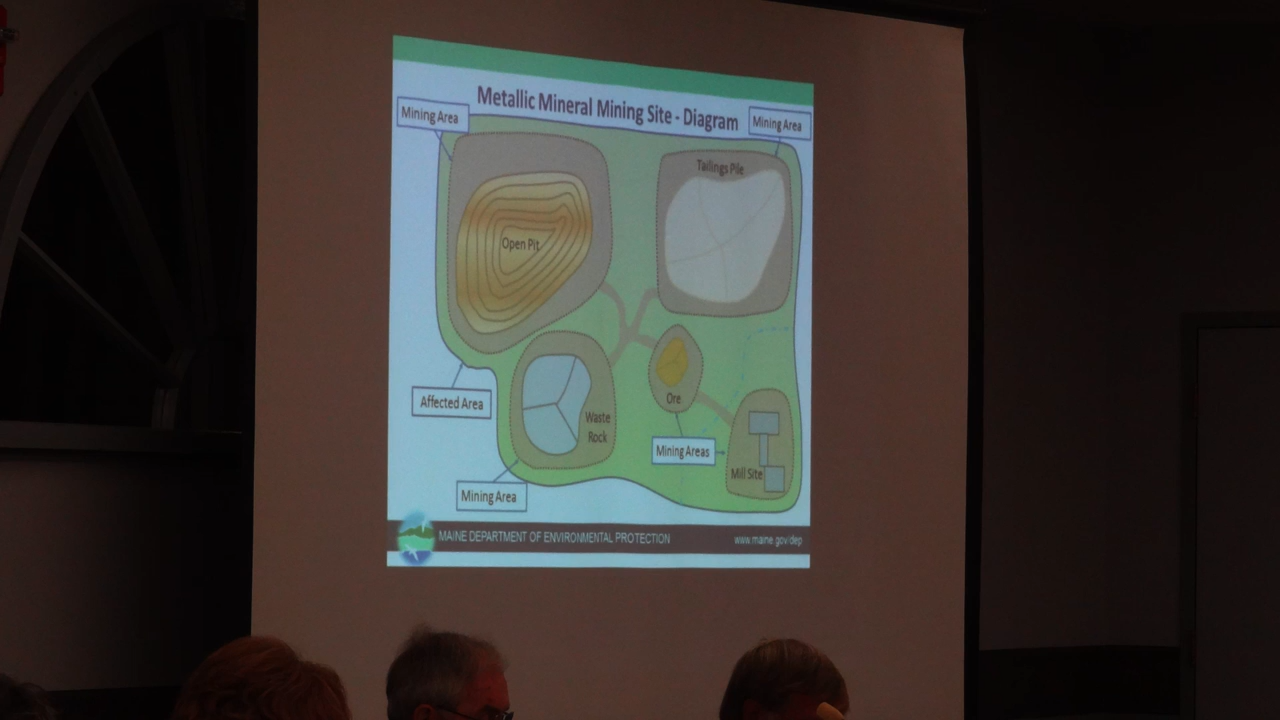 Metallic Mineral Mining Site - Diagram
Mining Area
Mining Area
Tailings Pile
Open Pit
Affected Area
Ore
Waste
Rock
Mining Areas
Mill Site
Mining Area
MAINE DEPARTMENT OF ENVIRONMENTAL PROTECTION
www.maine.gov/dep